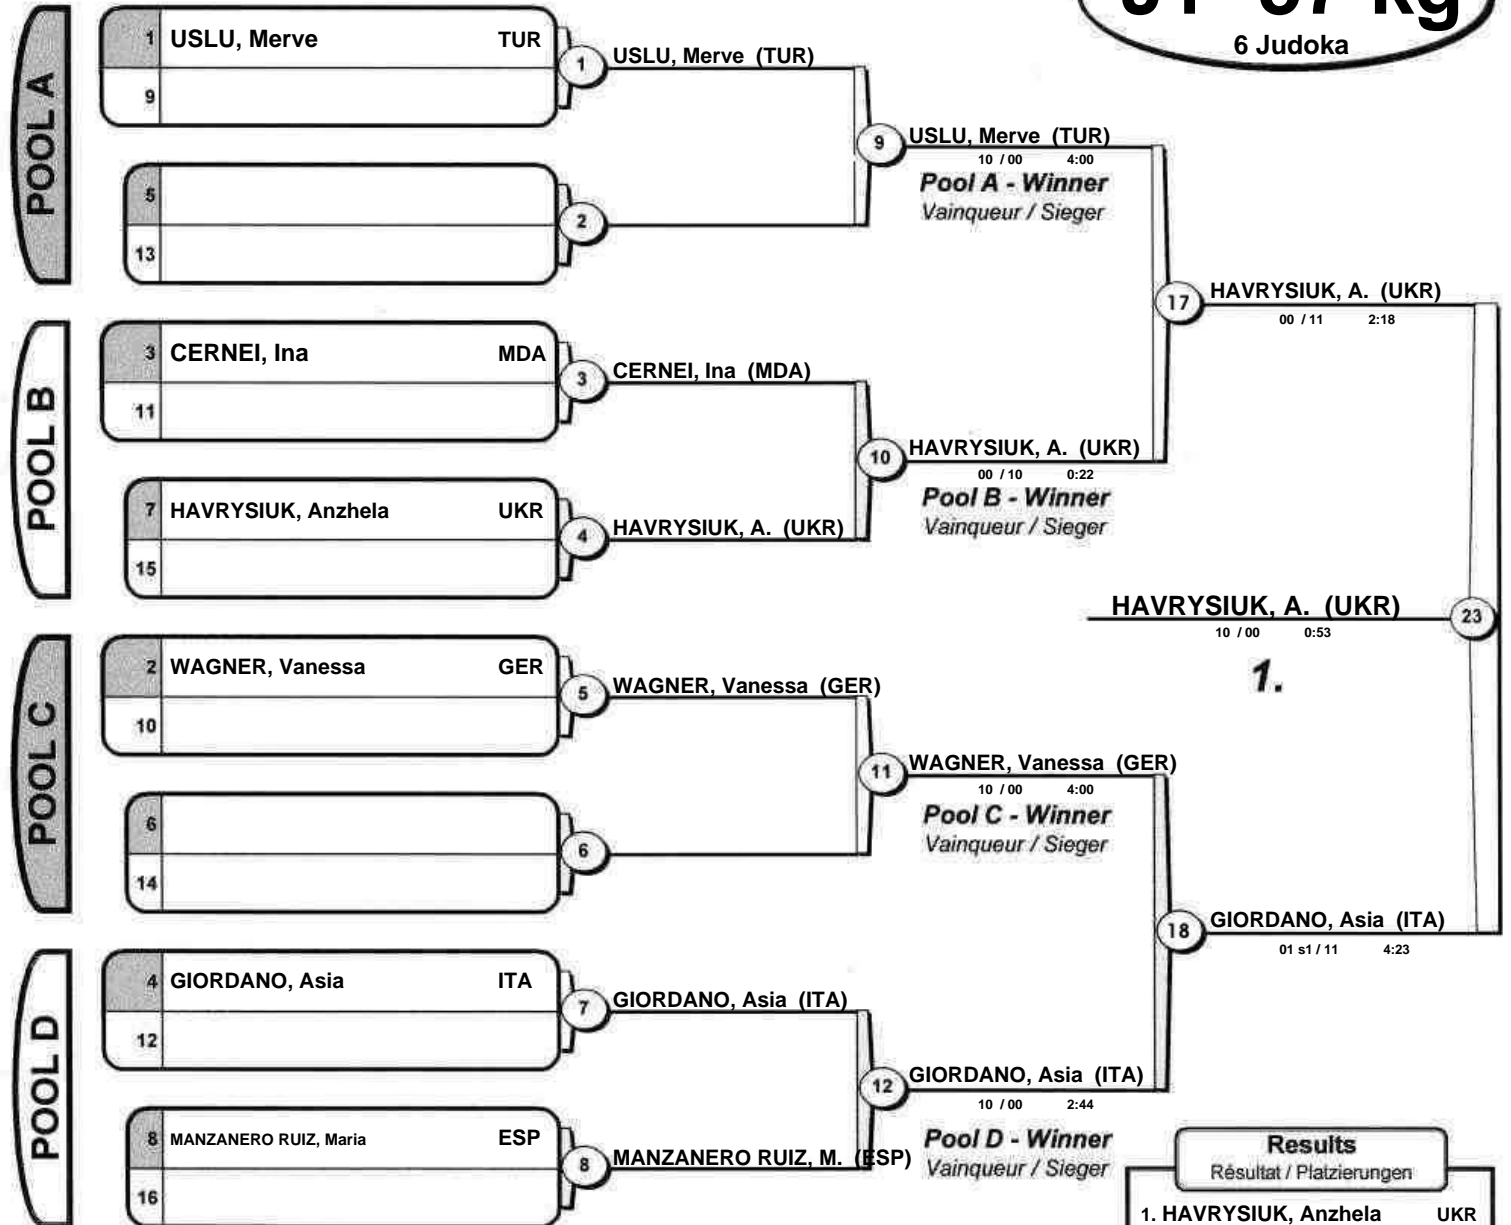 6 Judoka
POOL A
1 USLU, Merve TUR
9
1 USLU, Merve (TUR)
5
13
2
9 USLU, Merve (TUR)
10 / 00 4:00
Pool A - Winner
Vainqueur / Sieger
POOL B
3 CERNEI, Ina MDA
11
3 CERNEI, Ina (MDA)
7 HAVRYSIUK, Anzhela UKR
15
4 HAVRYSIUK, A. (UKR)
10 HAVRYSIUK, A. (UKR)
00 / 10 0:22
Pool B - Winner
Vainqueur / Sieger
17 HAVRYSIUK, A. (UKR)
00 / 11 2:18
HAVRYSIUK, A. (UKR) 23
10 / 00 0:53
1.
POOL C
2 WAGNER, Vanessa GER
10
5 WAGNER, Vanessa (GER)
6
14
6
11 WAGNER, Vanessa (GER)
10 / 00 4:00
Pool C - Winner
Vainqueur / Sieger
18 GIORDANO, Asia (ITA)
01 s1 / 11 4:23
POOL D
4 GIORDANO, Asia ITA
12
7 GIORDANO, Asia (ITA)
8 MANZANERO RUIZ, Maria ESP
16
8 MANZANERO RUIZ, M. (ESP)
12 GIORDANO, Asia (ITA)
10 / 00 2:44
Pool D - Winner
Vainqueur / Sieger
Results
Résultat / Platzierungen
1. HAVRYSIUK, Anzhela UKR